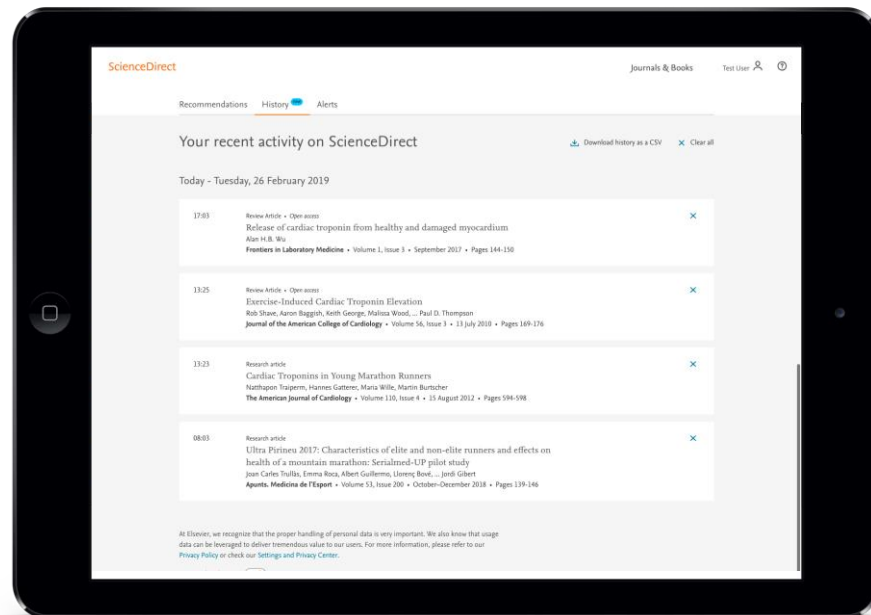 ScienceDirect
Journals & Books
Test User
Recommendations
History
Alerts
Your recent activity on ScienceDirect
Download history as a CSV
Clear all
Today - Tuesday, 26 February 2019
17:03
Review Article • Open access
Release of cardiac troponin from healthy and damaged myocardium
Alan H.B. Wu
Frontiers in Laboratory Medicine • Volume 1, Issue 3 • September 2017 • Pages 144-150
13:25
Review Article • Open access
Exercise-Induced Cardiac Troponin Elevation
Rob Shave, Aaron Baggish, Keith George, Malissa Wood, ... Paul D. Thompson
Journal of the American College of Cardiology • Volume 56, Issue 3 • 13 July 2010 • Pages 169-176
13:23
Research article
Cardiac Troponins in Young Marathon Runners
Natthapon Traiperm, Hannes Gatterer, Maria Wille, Martin Burtscher
The American Journal of Cardiology • Volume 110, Issue 4 • 15 August 2012 • Pages 594-598
08:03
Research article
Ultra Pirineu 2017: Characteristics of elite and non-elite runners and effects on
health of a mountain marathon: Serialmed-UP pilot study
Joan Carles Trullàs, Emma Roca, Albert Guillermo, Llorenç Bové, ... Jordi Gibert
Apunts. Medicina de l'Esport • Volume 53, Issue 200 • October–December 2018 • Pages 139-146
At Elsevier, we recognize that the proper handling of personal data is very important. We also know that usage
data can be leveraged to deliver tremendous value to our users. For more information, please refer to our
Privacy Policy or check our Settings and Privacy Center.